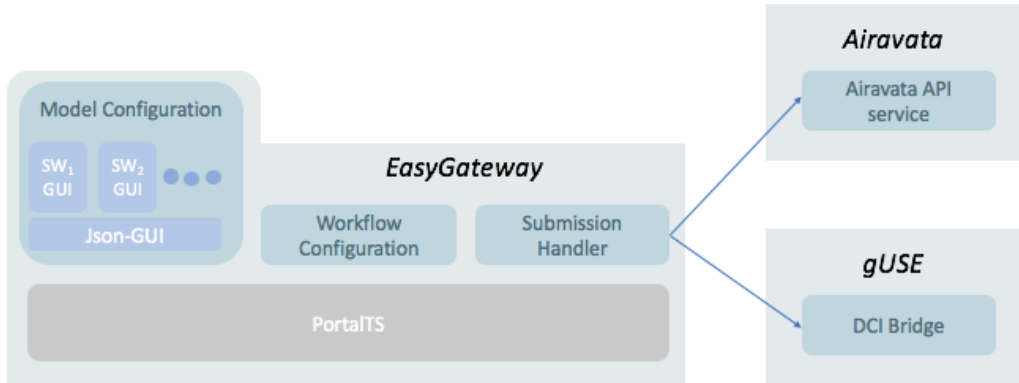 Model Configuration
SW₁
GUI
SW₂
GUI
Json-GUI
EasyGateway
Workflow
Configuration
Submission
Handler
PortalTS
Airavata
Airavata API
service
gUSE
DCI Bridge